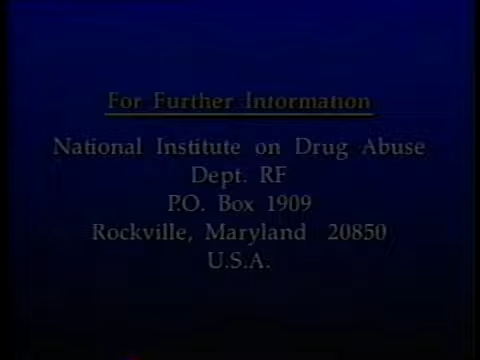 For Further Information
National Institute on Drug Abuse
Dept. RF
P.O. Box 1909
Rockville, Maryland 20850
U.S.A.